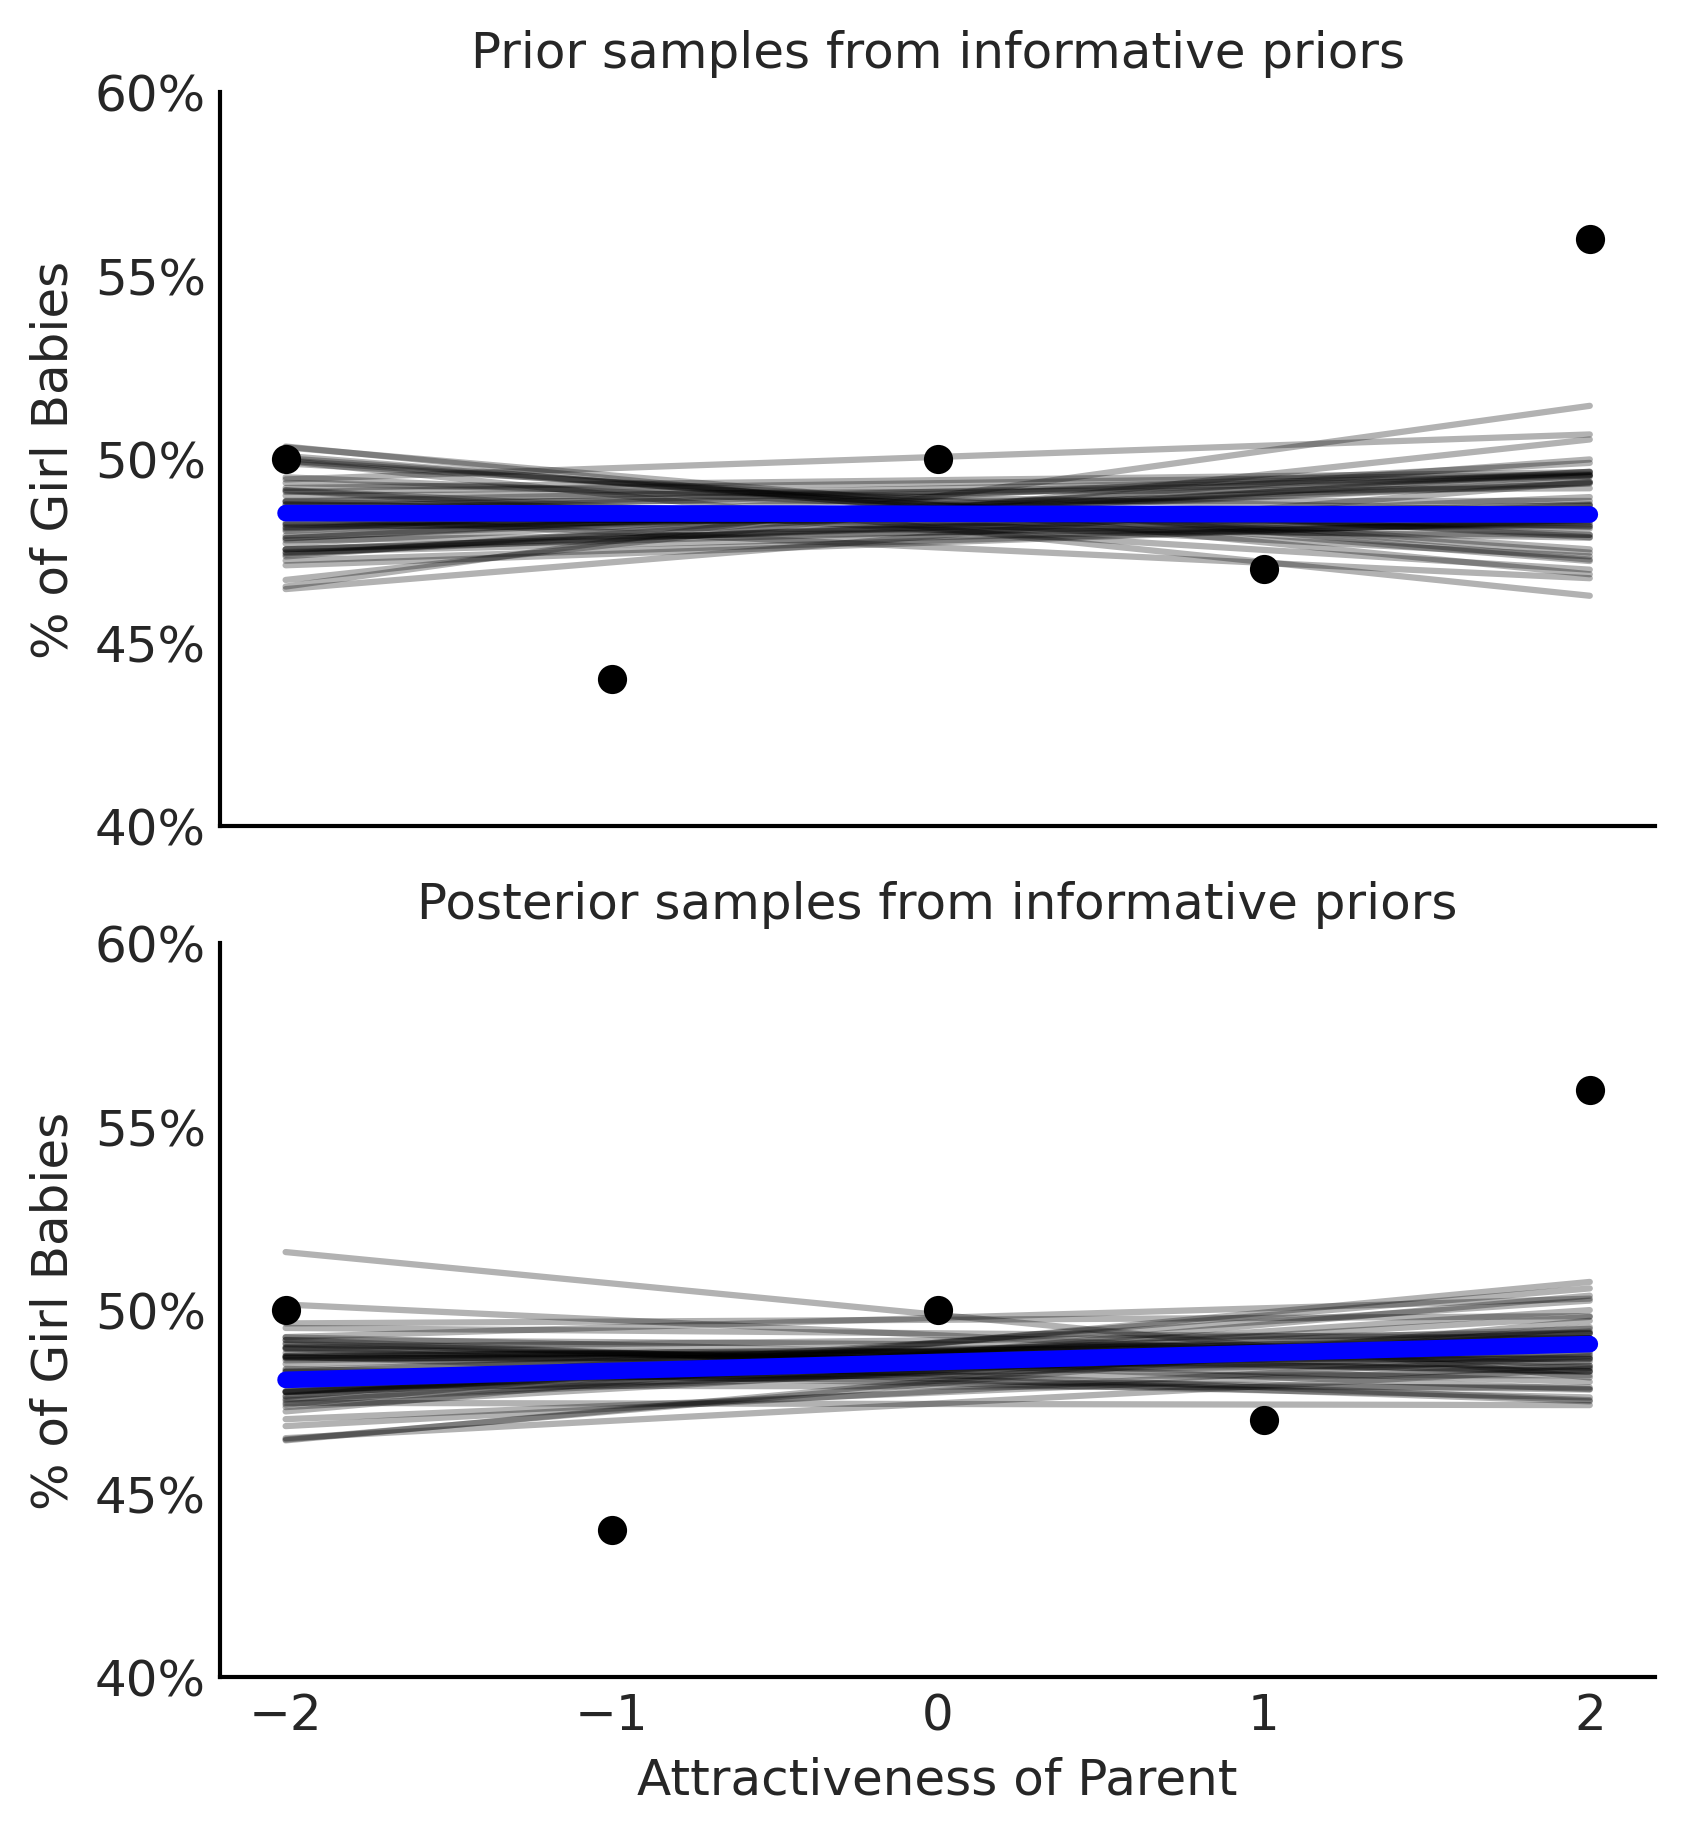 Prior samples from informative priors
60%
55%
50%
45%
40%
% of Girl Babies
Posterior samples from informative priors
60%
55%
50%
45%
40%
% of Girl Babies
−2 −1 0 1 2
Attractiveness of Parent